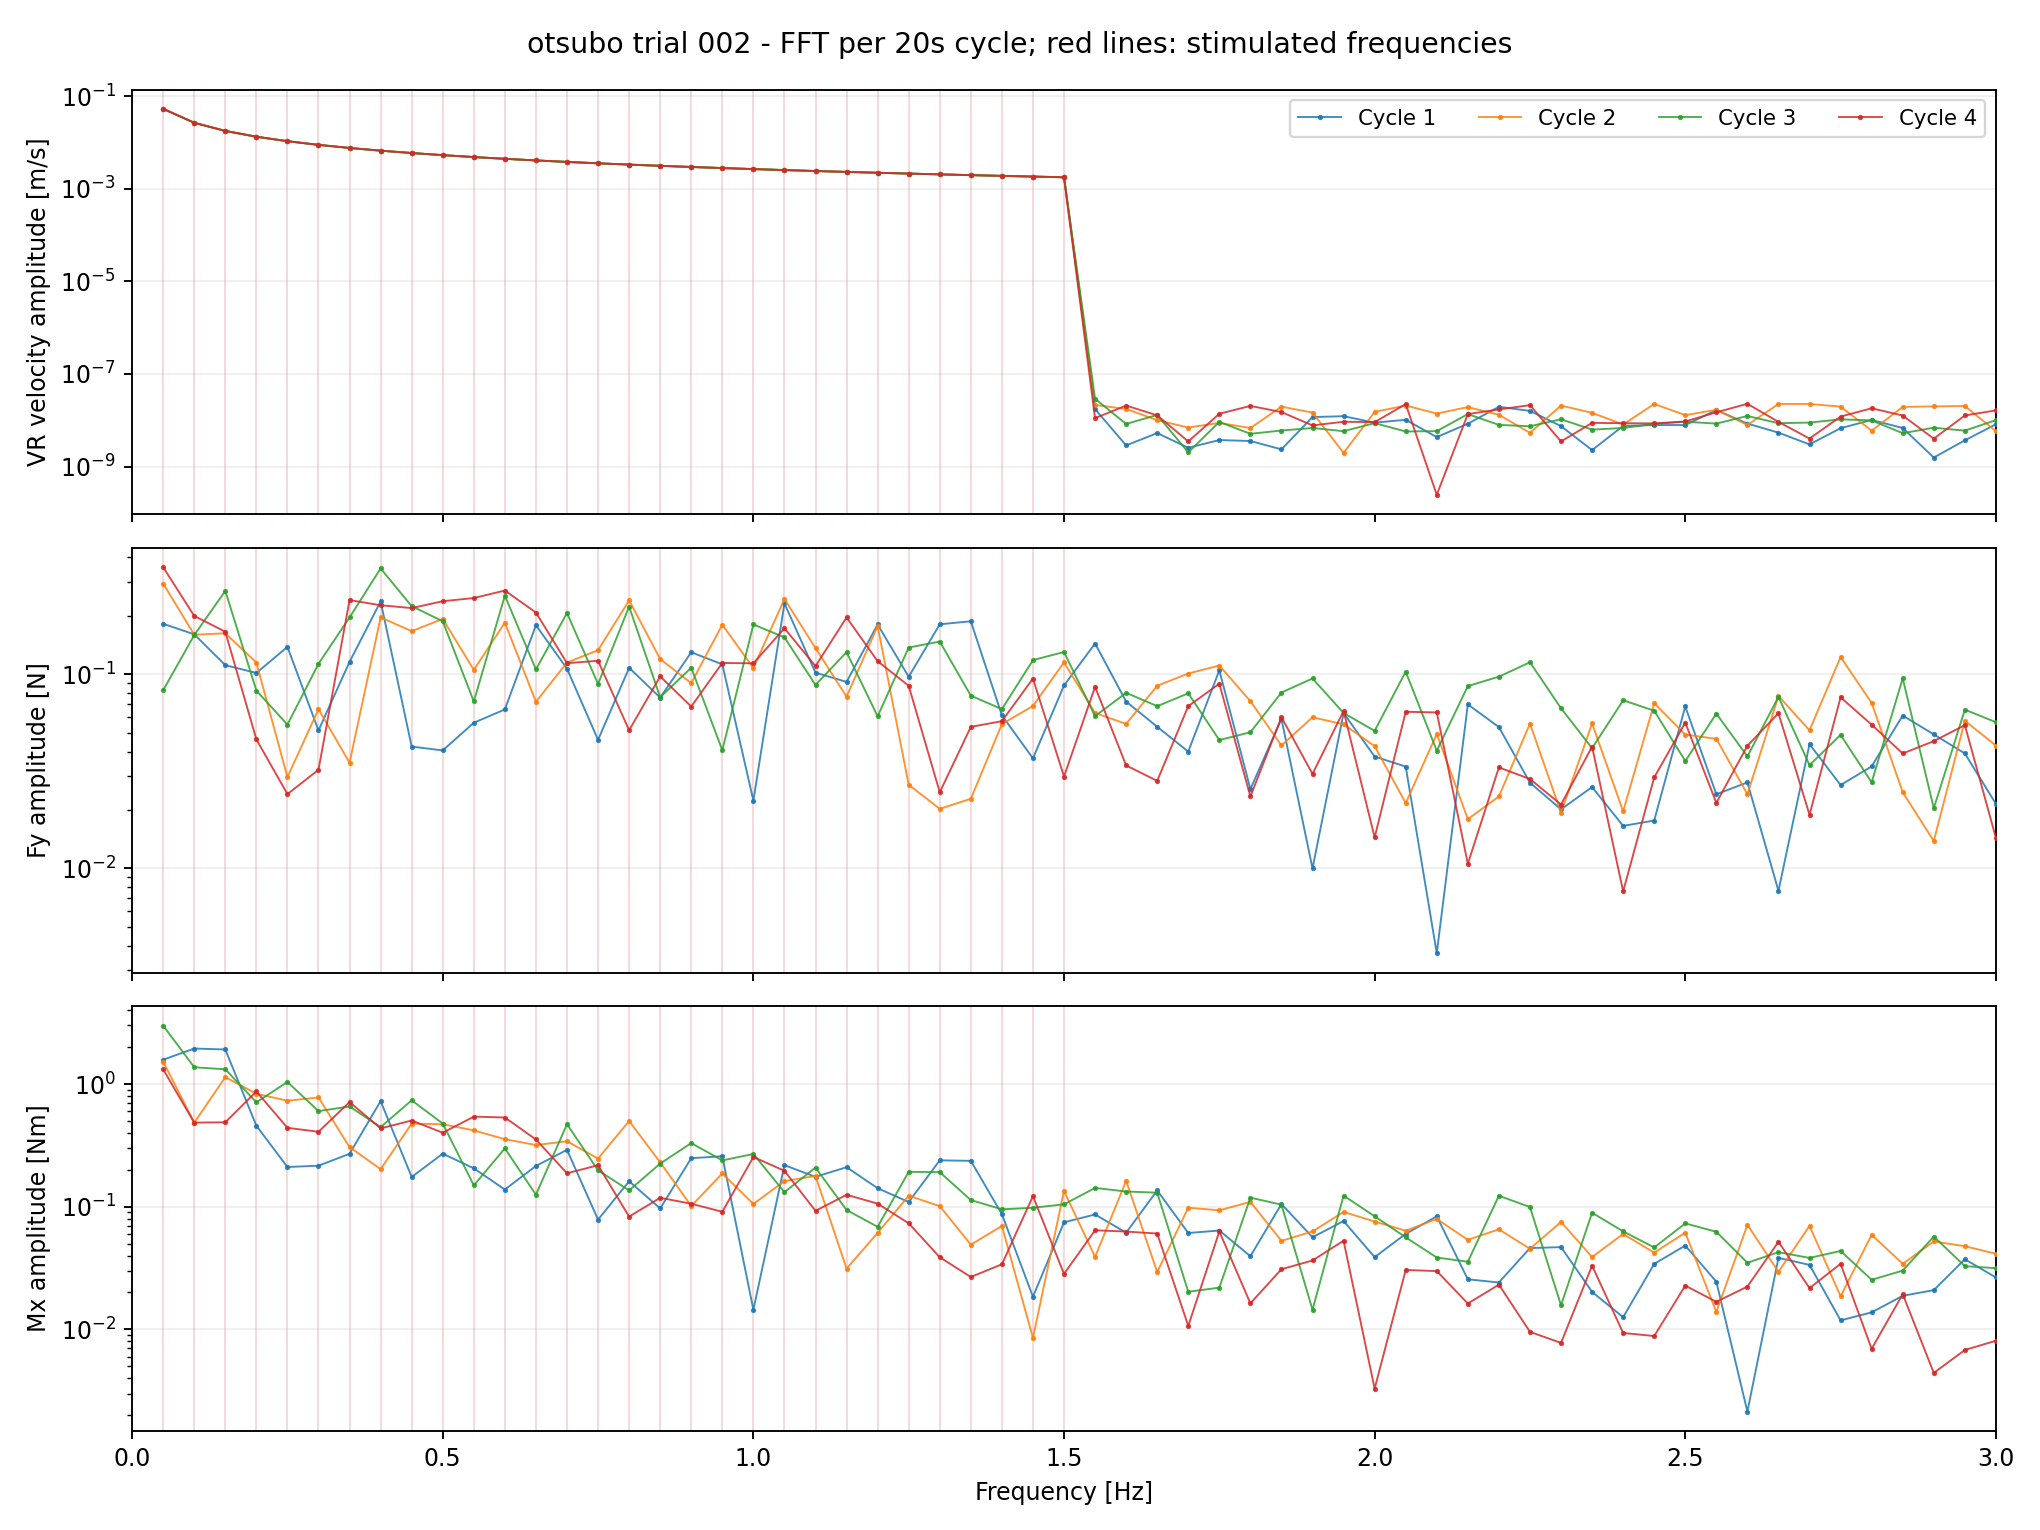 otsubo trial 002 - FFT per 20s cycle; red lines: stimulated frequencies
VR velocity amplitude [m/s]
10⁻¹
10⁻³
10⁻⁵
10⁻⁷
10⁻⁹
Cycle 1 Cycle 2 Cycle 3 Cycle 4
Fy amplitude [N]
10⁻¹
10⁻²
Mx amplitude [Nm]
10⁰
10⁻¹
10⁻²
0.0 0.5 1.0 1.5 2.0 2.5 3.0
Frequency [Hz]